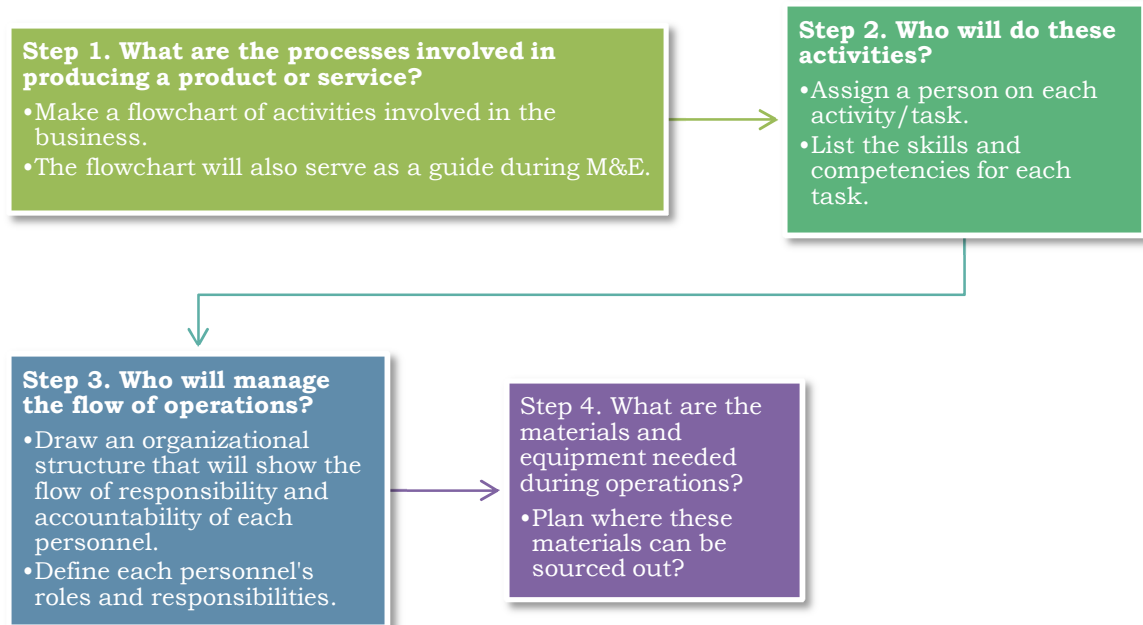 Step 1. What are the processes involved in
producing a product or service?
•Make a flowchart of activities involved in the
business.
•The flowchart will also serve as a guide during M&E.
Step 2. Who will do these
activities?
•Assign a person on each
activity/task.
•List the skills and
competencies for each
task.
Step 3. Who will manage
the flow of operations?
•Draw an organizational
structure that will show the
flow of responsibility and
accountability of each
personnel.
•Define each personnel's
roles and responsibilities.
Step 4. What are the
materials and
equipment needed
during operations?
•Plan where these
materials can be
sourced out?